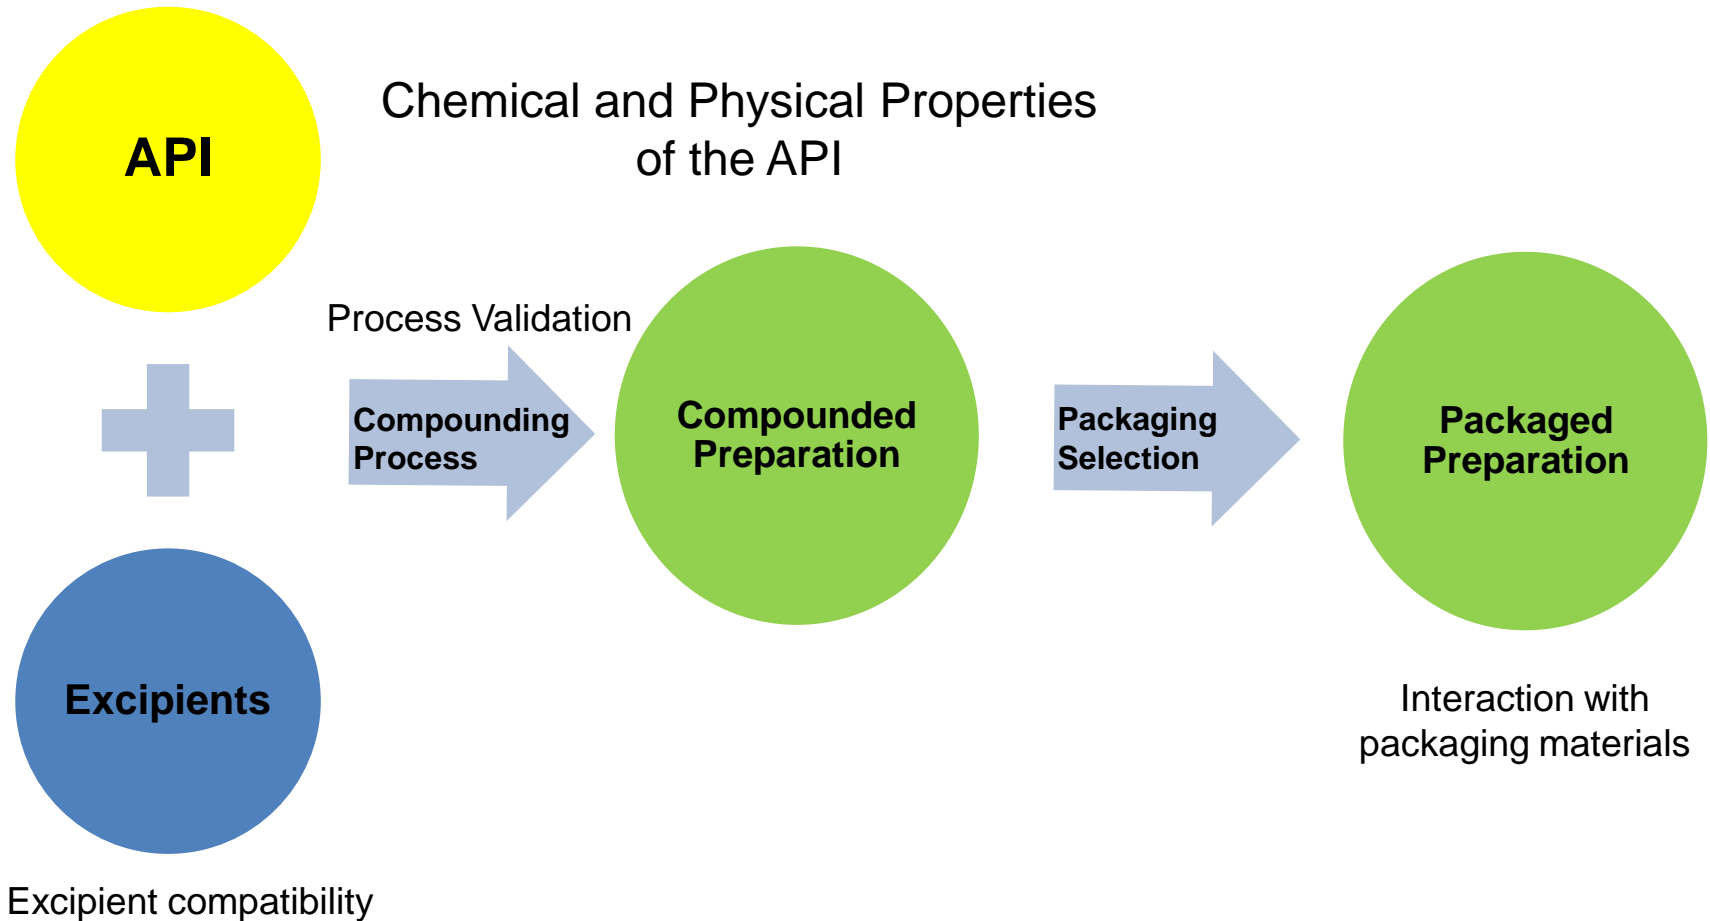 API
Chemical and Physical Properties
of the API
Process Validation
Compounding
Process
Compounded
Preparation
Packaging
Selection
Packaged
Preparation
Excipients
Interaction with
packaging materials
Excipient compatibility